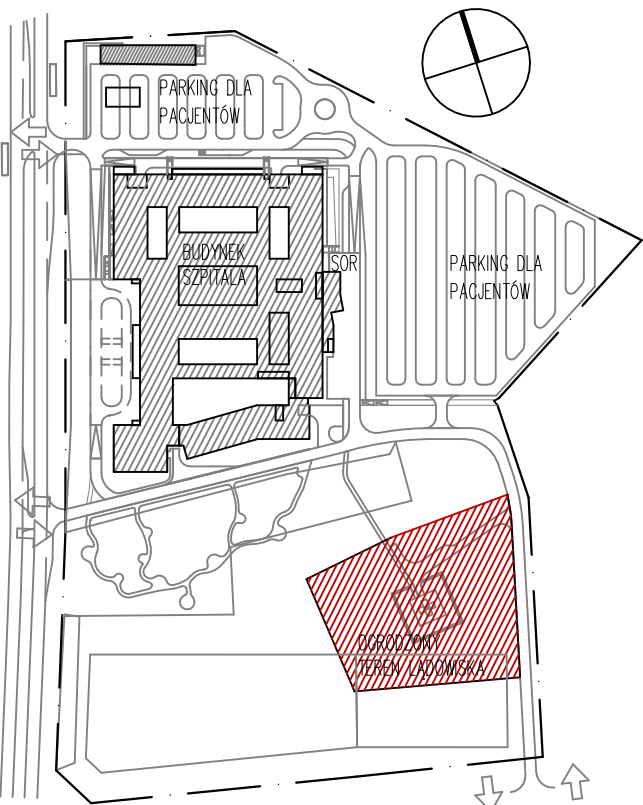 PARKING DLA
PACJENTÓW
BUDYNEK
SZPITALA
SOR
PARKING DLA
PACJENTÓW
OGRODZONY
TEREN LĄDOWISKA